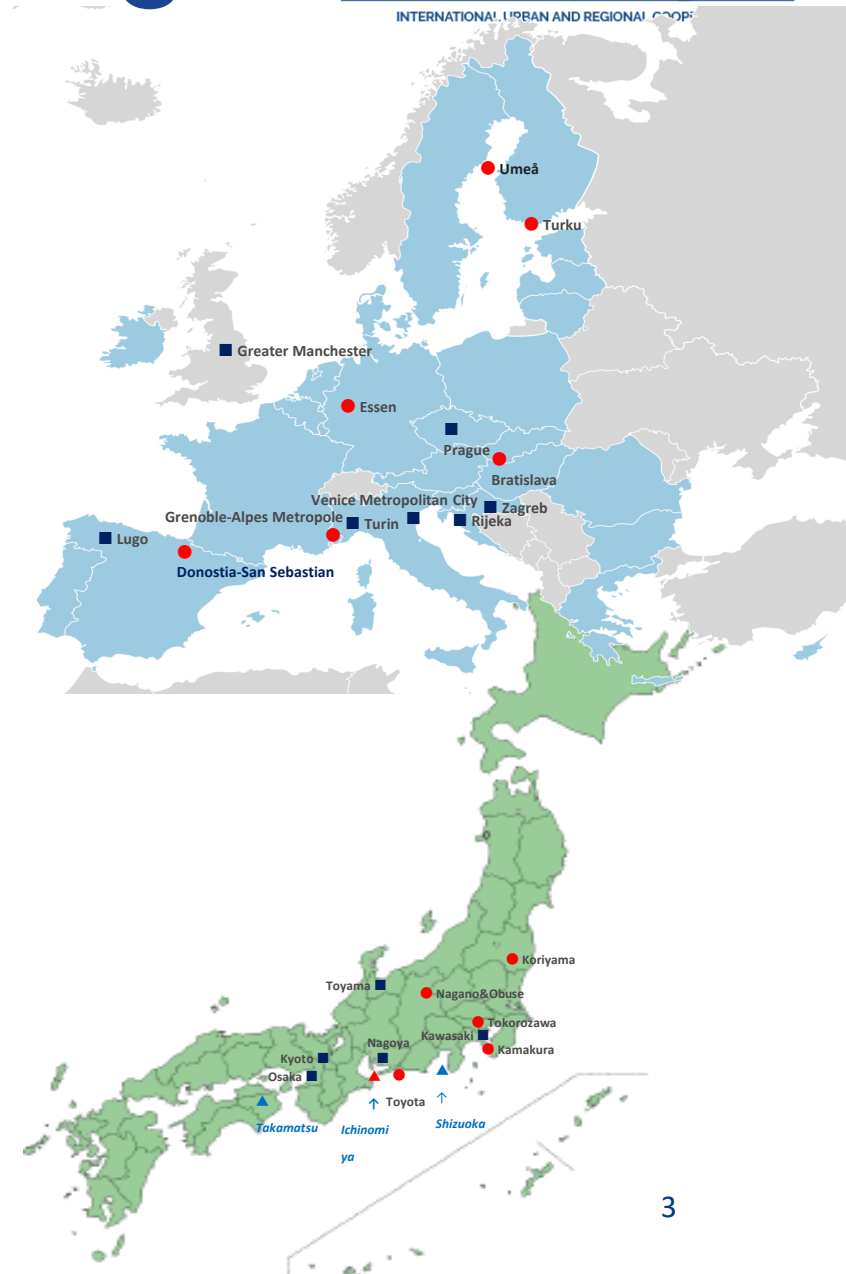 INTERNATIONAL URBAN AND REGIONAL COOP
Umeå
Turku
Greater Manchester
Essen
Prague
Bratislava
Venice Metropolitan City
Zagreb
Grenoble-Alpes Metropole
Turin
Rijeka
Lugo
Donostia-San Sebastian
Koriyama
Toyama
Nagano&Obuse
Tokorozawa
Kawasaki
Nagoya
Kamakura
Kyoto
Osaka
Toyota
Takamatsu
Ichinomi
ya
Shizuoka
3